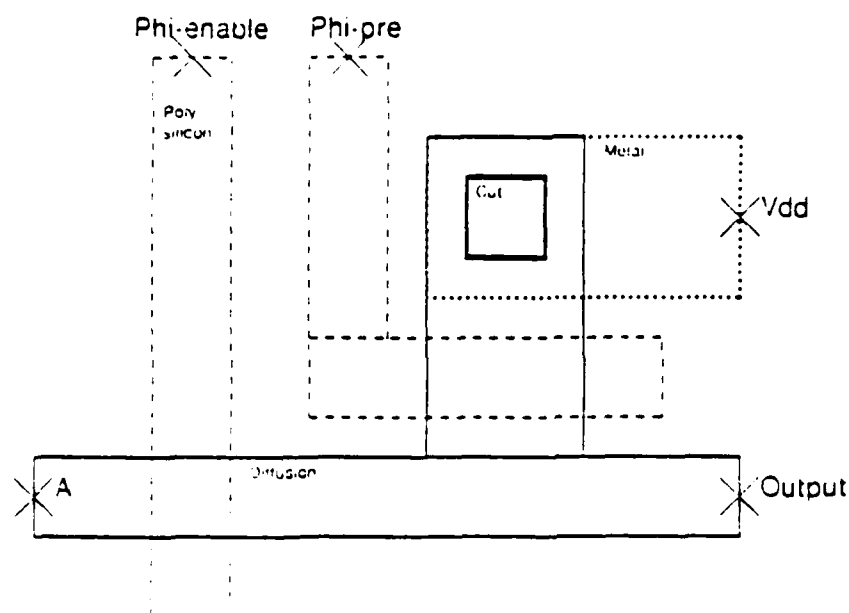 Phi-enable
Phi-pre
Poly
silicon
Metal
Cut
Vdd
Diffusion
A
Output